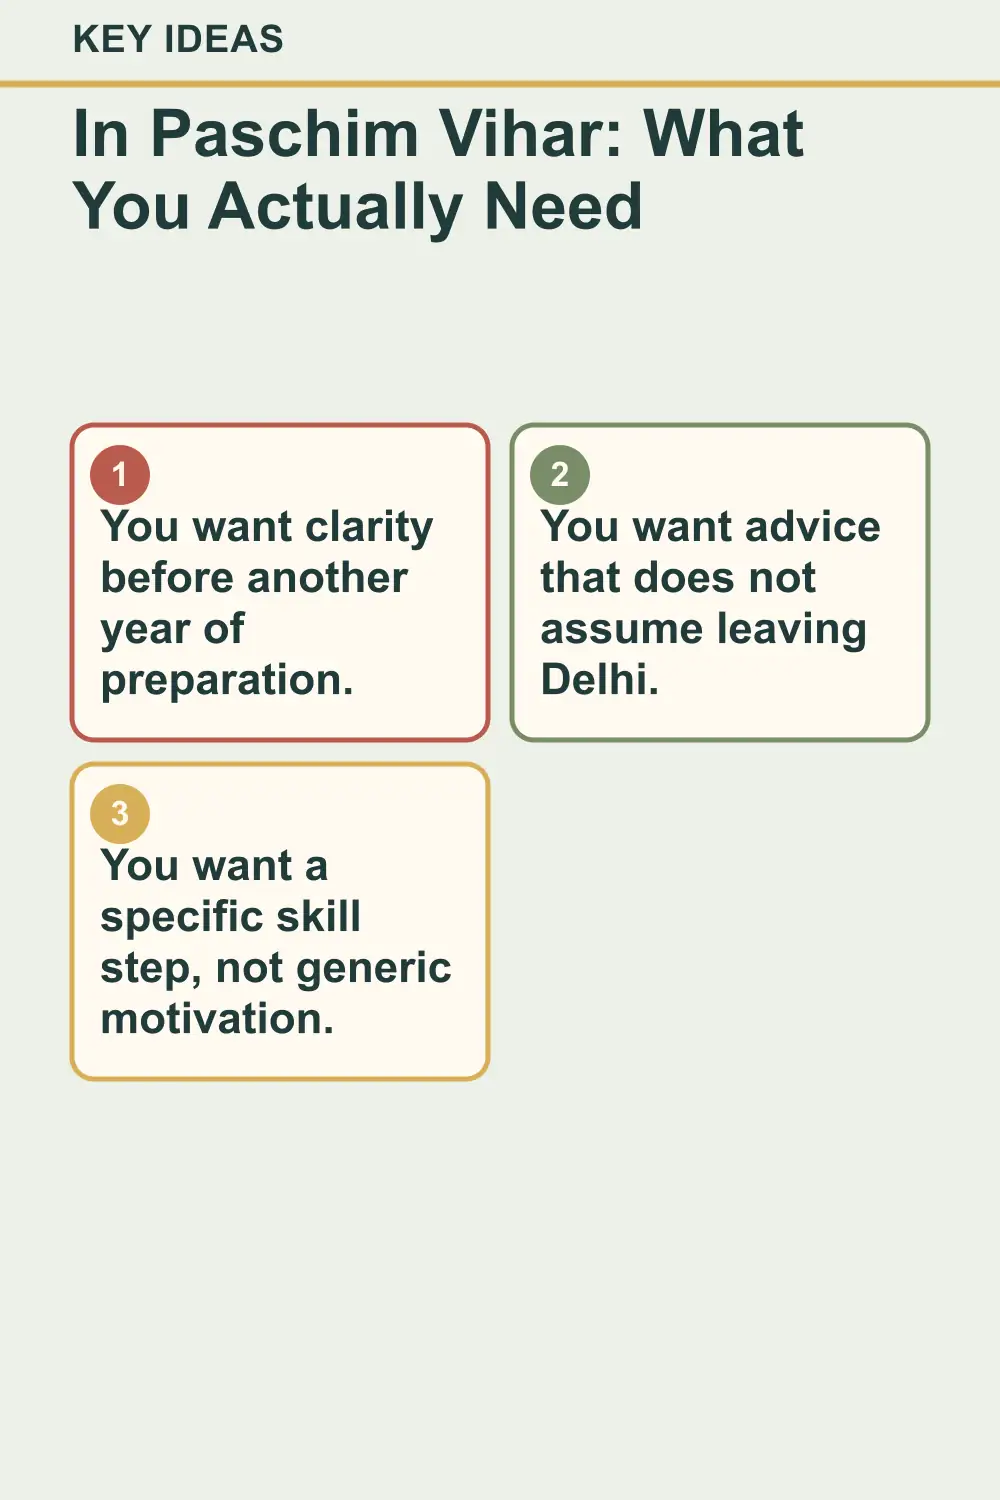 KEY IDEAS
In Paschim Vihar: What
You Actually Need
1
You want clarity
before another
year of
preparation.
2
You want advice
that does not
assume leaving
Delhi.
3
You want a
specific skill
step, not generic
motivation.